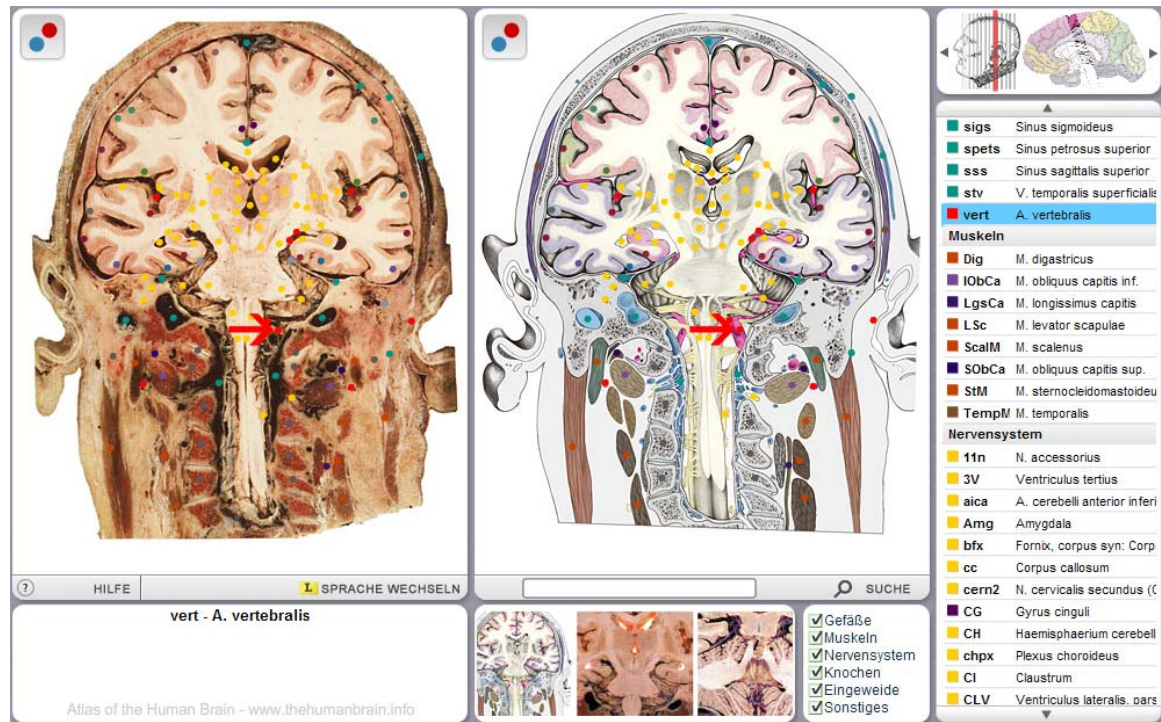 sigs Sinus sigmoideus
spets Sinus petrosus superior
sss Sinus sagittalis superior
stv V. temporalis superficialis
vert A. vertebralis
Muskeln
Dig M. digastricus
IObCa M. obliquus capitis inf.
LgsCa M. longissimus capitis
LSc M. levator scapulae
ScalM M. scalenus
SObCa M. obliquus capitis sup.
StM M. sternocleidomastoideu
TempM M. temporalis
Nervensystem
11n N. accessorius
3V Ventriculus tertius
aica A. cerebelli anterior inferi
Amg Amygdala
bfx Fornix, corpus syn: Corp
cc Corpus callosum
cern2 N. cervicalis secundus (C
CG Gyrus cinguli
CH Haemisphaerium cerebell
chpx Plexus choroideus
Cl Claustrum
CLV Ventriculus lateralis, pars
? HILFE L SPRACHE WECHSELN
SUCHE
vert - A. vertebralis
Atlas of the Human Brain - www.thehumanbrain.info
Gefäße
Muskeln
Nervensystem
Knochen
Eingeweide
Sonstiges